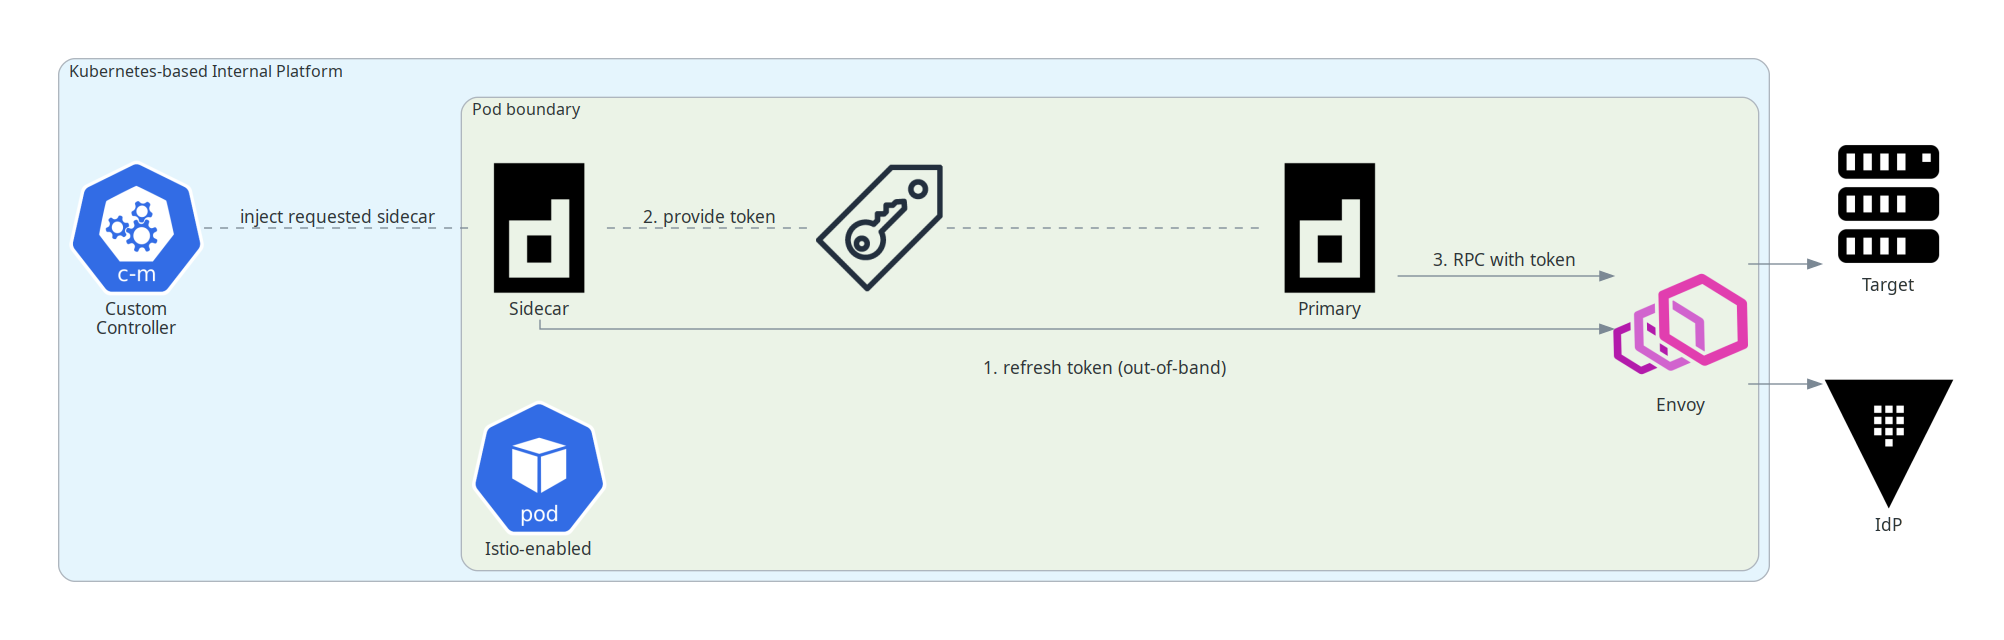 Kubernetes-based Internal Platform
Pod boundary
inject requested sidecar
2. provide token
3. RPC with token
c-m
Custom
Controller
Sidecar
Primary
Target
1. refresh token (out-of-band)
Envoy
pod
Istio-enabled
IdP